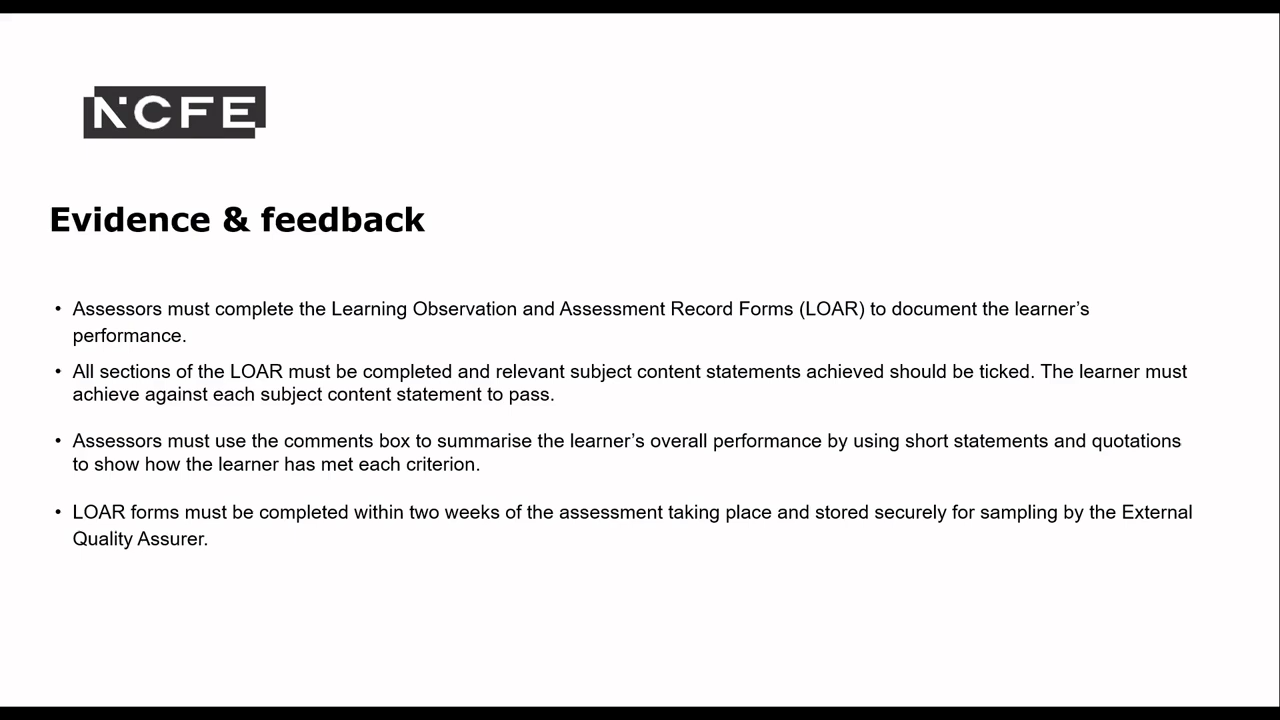 NCFE
Evidence & feedback
• Assessors must complete the Learning Observation and Assessment Record Forms (LOAR) to document the learner’s
performance.
• All sections of the LOAR must be completed and relevant subject content statements achieved should be ticked. The learner must
achieve against each subject content statement to pass.
• Assessors must use the comments box to summarise the learner’s overall performance by using short statements and quotations
to show how the learner has met each criterion.
• LOAR forms must be completed within two weeks of the assessment taking place and stored securely for sampling by the External
Quality Assurer.